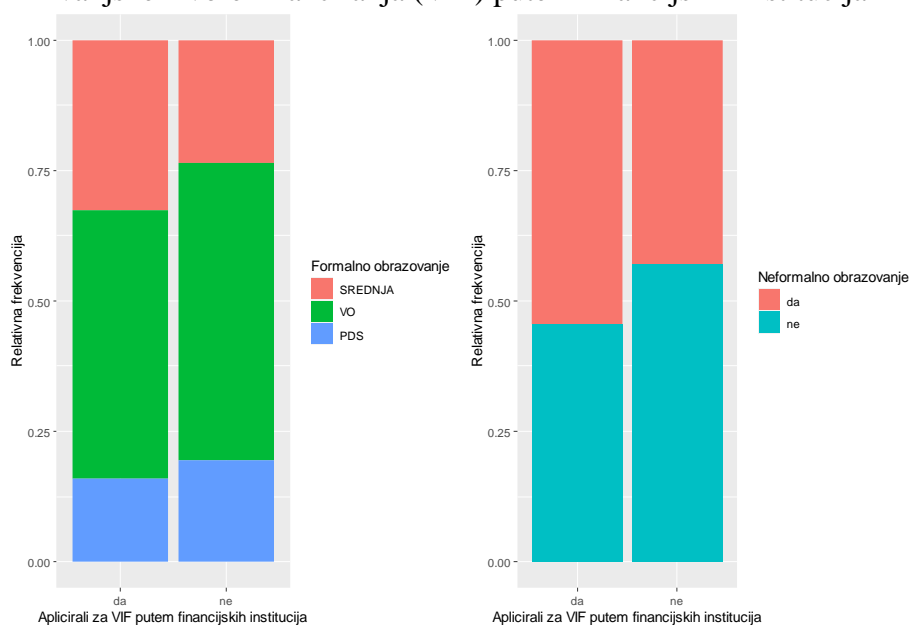 1.00
0.75
0.50
0.25
0.00
Relativna frekvencija
da
ne
Aplicirali za VIF putem financijskih institucija
Formalno obrazovanje
SREDNJA
VO
PDS
1.00
0.75
0.50
0.25
0.00
Relativna frekvencija
da
ne
Aplicirali za VIF putem financijskih institucija
Neformalno obrazovanje
da
ne